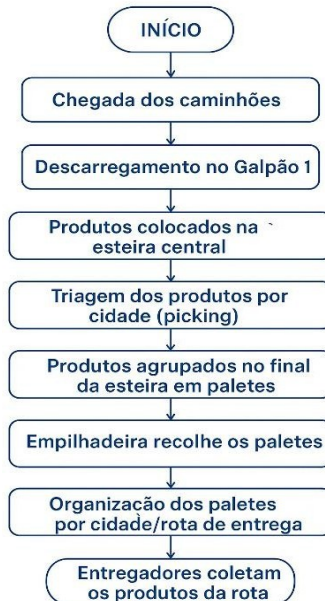 INÍCIO
Chegada dos caminhões
Descarregamento no Galpão 1
Produtos colocados na
esteira central
Triagem dos produtos por
cidade (picking)
Produtos agrupados no final
da esteira em paletes
Empilhadeira recolhe os paletes
Organização dos paletes
por cidade/rota de entrega
Entregadores coletam
os produtos da rota